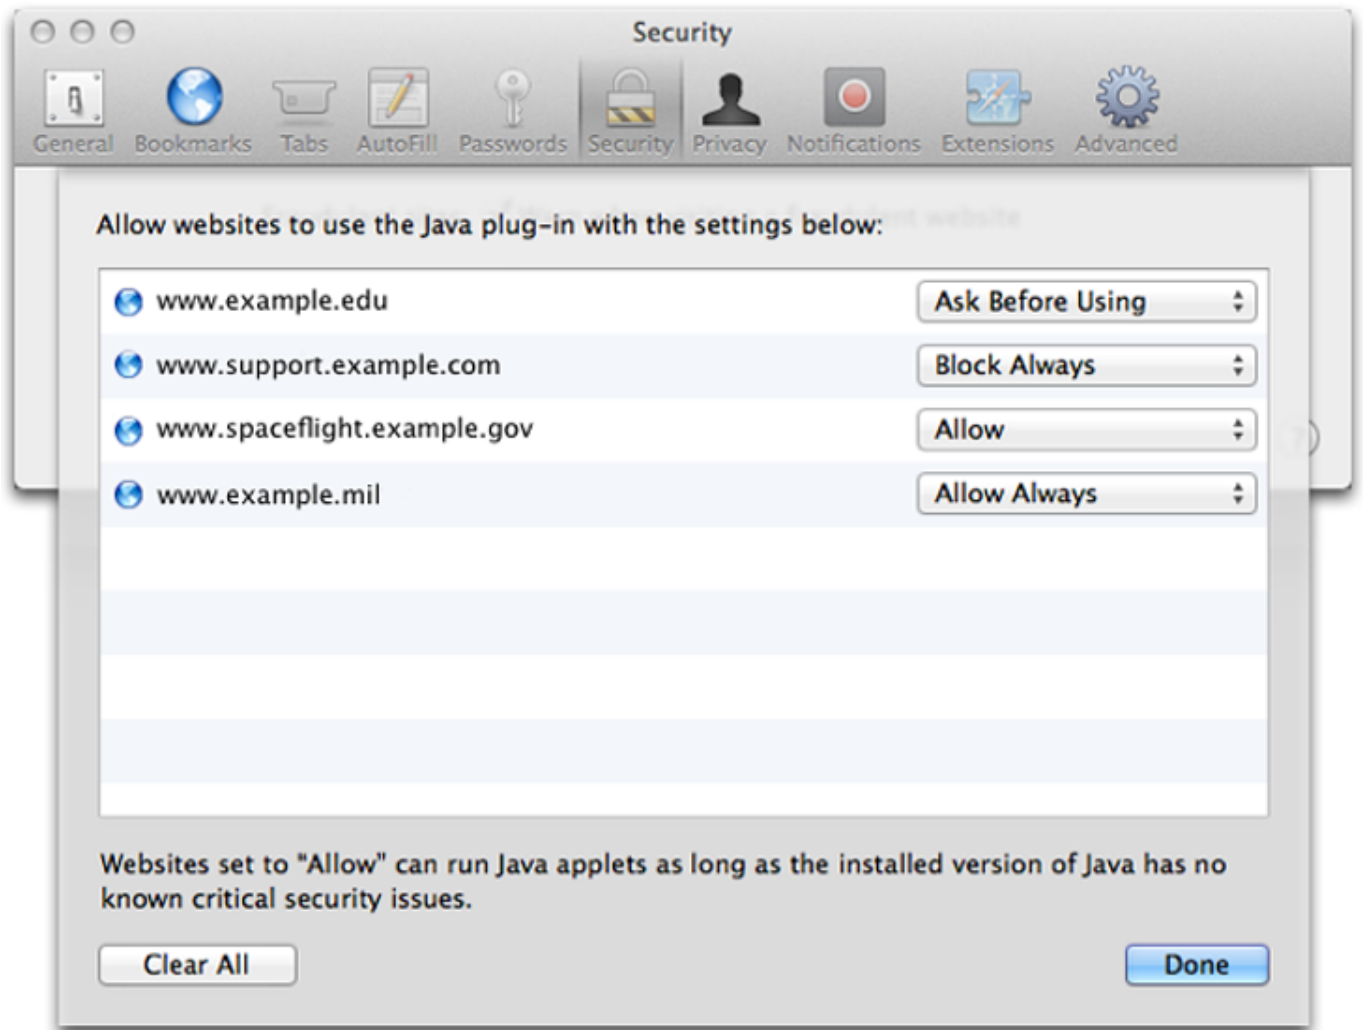 Security
General Bookmarks Tabs AutoFill Passwords Security Privacy Notifications Extensions Advanced
Allow websites to use the Java plug-in with the settings below:
www.example.edu Ask Before Using
www.support.example.com Block Always
www.spaceflight.example.gov Allow
www.example.mil Allow Always
Websites set to “Allow” can run Java applets as long as the installed version of Java has no
known critical security issues.
Clear All Done